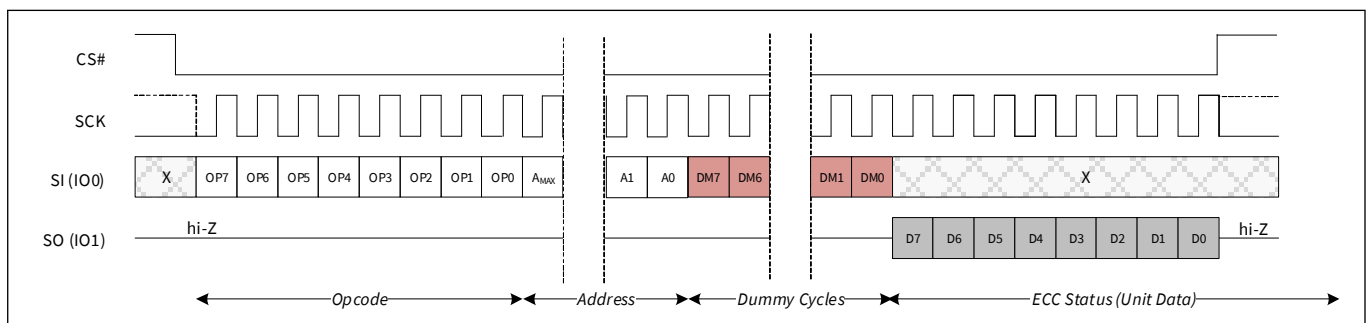 CS#
SCK
SI (IO0) X OP7 OP6 OP5 OP4 OP3 OP2 OP1 OP0 AMAX A1 A0 DM7 DM6 DM1 DM0 X
SO (IO1) hi-Z D7 D6 D5 D4 D3 D2 D1 D0 hi-Z
Opcode Address Dummy Cycles ECC Status (Unit Data)